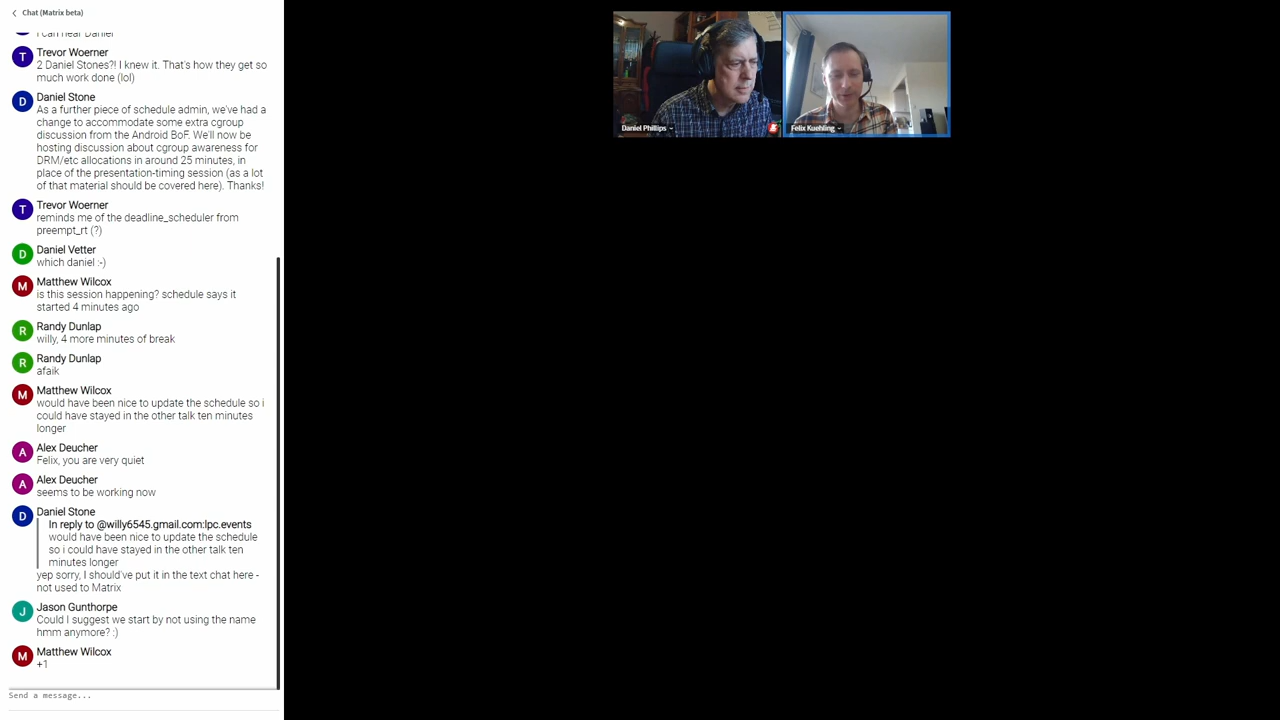 Chat (Matrix beta)
I can hear Daniel
T
Trevor Woerner
2 Daniel Stones?! I knew it. That's how they get so
much work done (lol)
D
Daniel Stone
As a further piece of schedule admin, we've had a
change to accommodate some extra cgroup
discussion from the Android BoF. We'll now be
hosting discussion about cgroup awareness for
DRM/etc allocations in around 25 minutes, in
place of the presentation-timing session (as a lot
of that material should be covered here). Thanks!
T
Trevor Woerner
reminds me of the deadline_scheduler from
preempt_rt (?)
D
Daniel Vetter
which daniel :-)
M
Matthew Wilcox
is this session happening? schedule says it
started 4 minutes ago
R
Randy Dunlap
willy, 4 more minutes of break
R
Randy Dunlap
afaik
M
Matthew Wilcox
would have been nice to update the schedule so i
could have stayed in the other talk ten minutes
longer
A
Alex Deucher
Felix, you are very quiet
A
Alex Deucher
seems to be working now
D
Daniel Stone
In reply to @willy6545.gmail.com:lpc.events
would have been nice to update the schedule
so i could have stayed in the other talk ten
minutes longer
yep sorry, I should've put it in the text chat here -
not used to Matrix
J
Jason Gunthorpe
Could I suggest we start by not using the name
hmm anymore? :)
M
Matthew Wilcox
+1
Send a message...
Daniel Phillips
Felix Kuehling